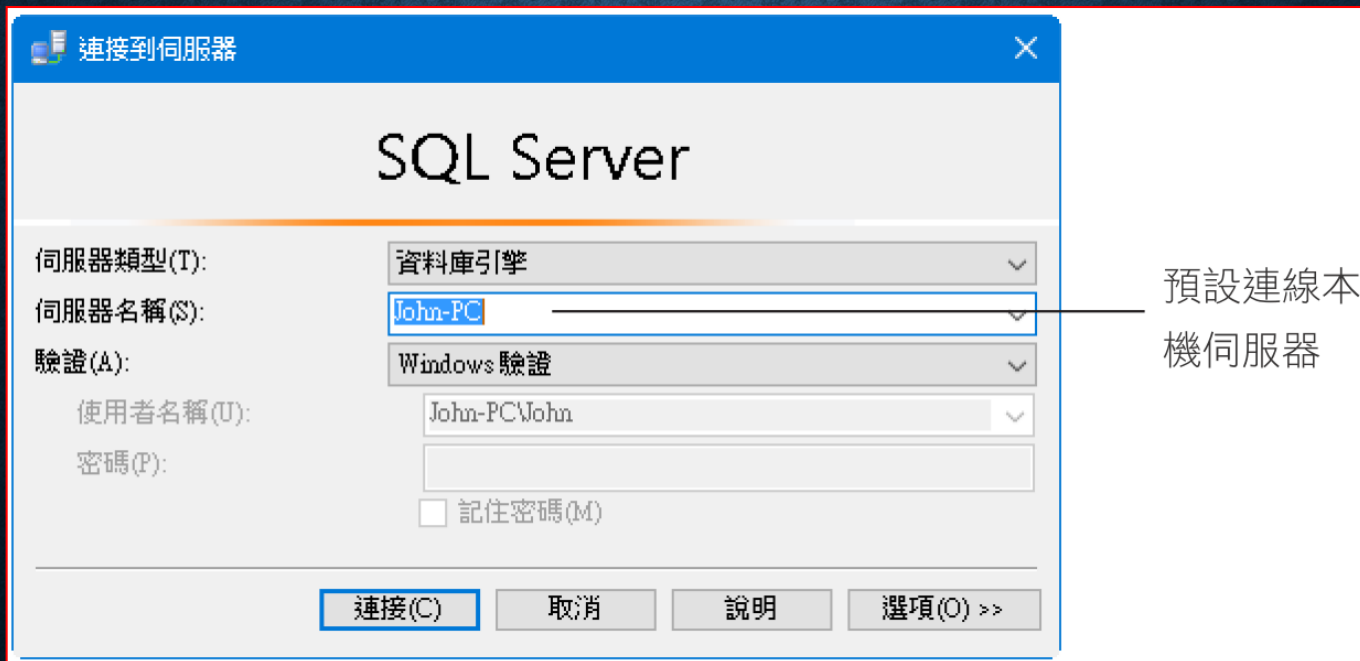 連接到伺服器
SQL Server
伺服器類型(T):
資料庫引擎
伺服器名稱(S):
John-PC
預設連線本
機伺服器
驗證(A):
Windows 驗證
使用者名稱(U):
John-PC\John
密碼(P):
記住密碼(M)
連接(C)
取消
說明
選項(O) >>